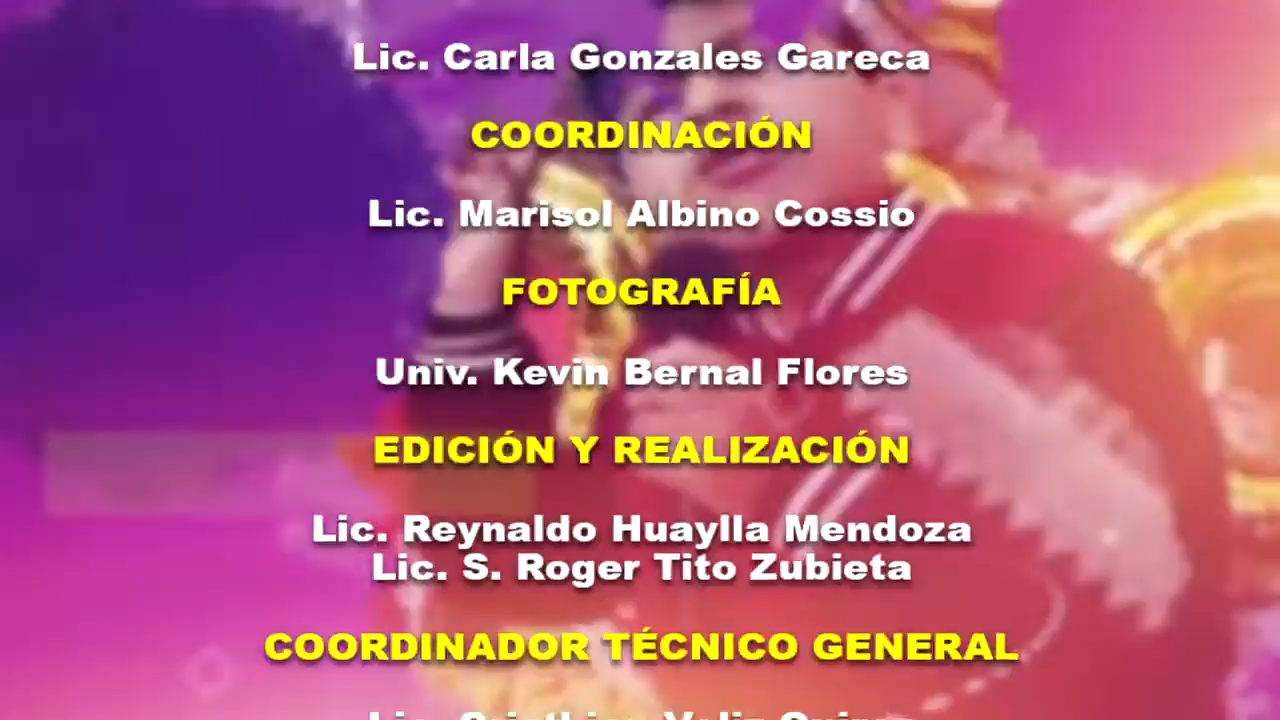 Lic. Carla Gonzales Gareca
COORDINACIÓN
Lic. Marisol Albino Cossio
FOTOGRAFÍA
Univ. Kevin Bernal Flores
EDICIÓN Y REALIZACIÓN
Lic. Reynaldo Huaylla Mendoza
Lic. S. Roger Tito Zubieta
COORDINADOR TÉCNICO GENERAL
Lic.